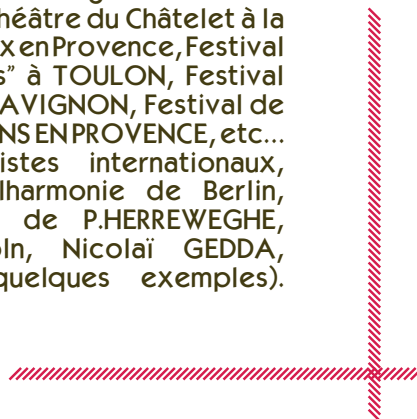 héâtre du Châtelet à la
x en Provence, Festival
s” à TOULON, Festival
AVIGNON, Festival de
NS EN PROVENCE, etc...
istes internationaux,
lharmonie de Berlin,
de P.HERREWEGHE,
ln, Nicolaï GEDDA,
quelques exemples).